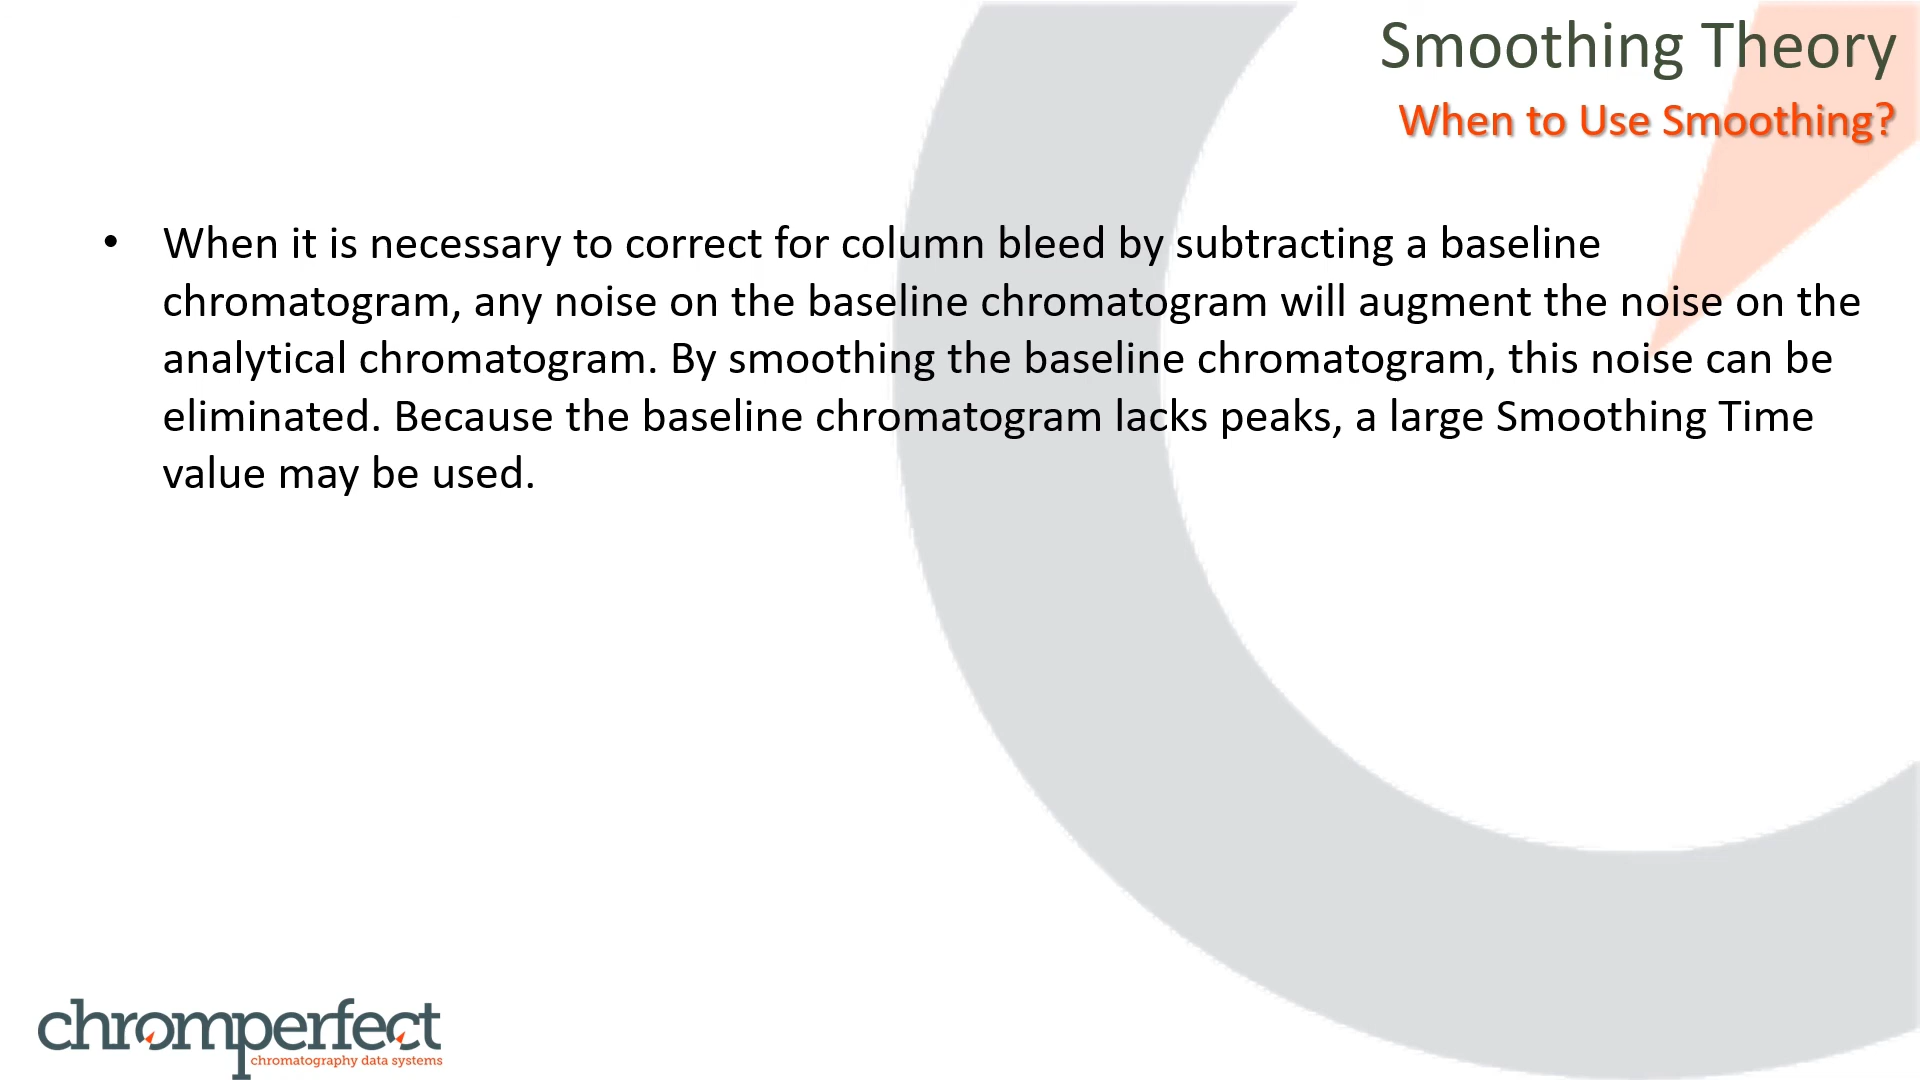 Smoothing Theory
When to Use Smoothing?
• When it is necessary to correct for column bleed by subtracting a baseline
chromatogram, any noise on the baseline chromatogram will augment the noise on the
analytical chromatogram. By smoothing the baseline chromatogram, this noise can be
eliminated. Because the baseline chromatogram lacks peaks, a large Smoothing Time
value may be used.
chromperfect
chromatography data systems